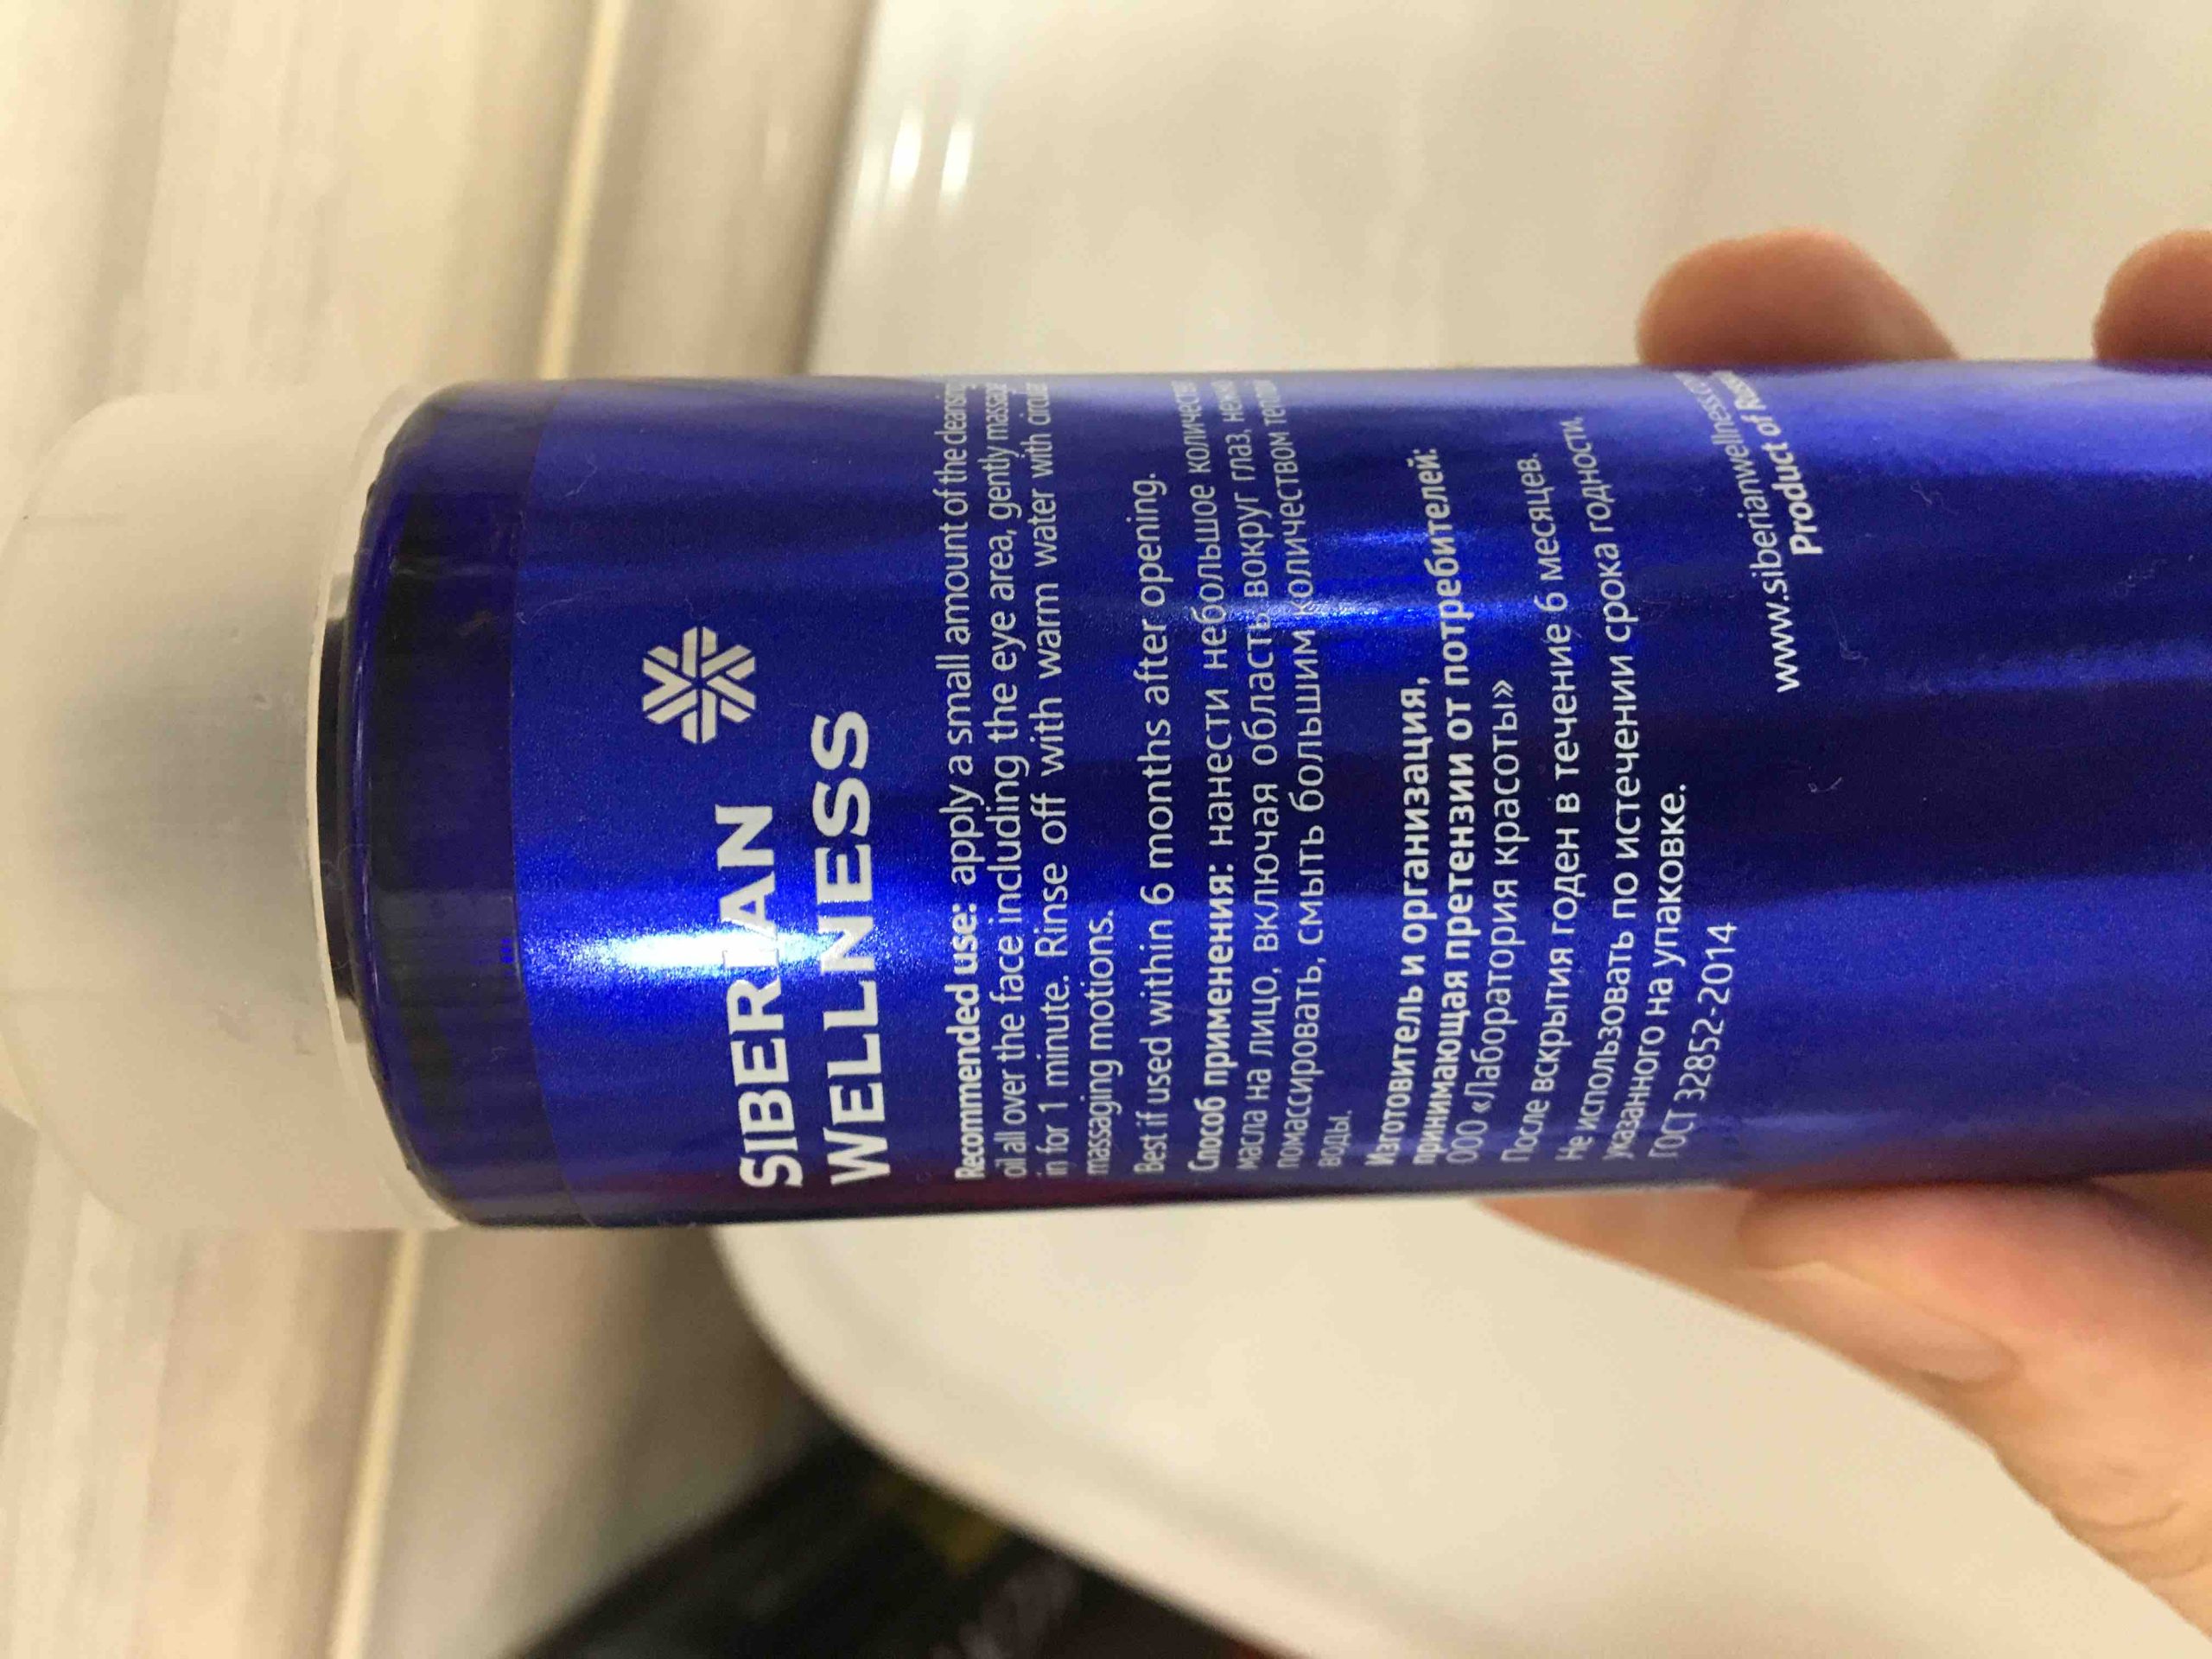 SIBERIAN
WELLNESS
Recommended use: apply a small amount of the cleansing
oil all over the face including the eye area, gently massage
in for 1 minute. Rinse off with warm water with circular
massaging motions.
Best if used within 6 months after opening.
Способ применения: нанести небольшое количество
масла на лицо, включая область вокруг глаз, нежно
помассировать, смыть большим количеством теплой
воды.
Изготовитель и организация,
принимающая претензии от потребителей:
ООО «Лаборатория красоты»
После вскрытия годен в течение 6 месяцев.
Не использовать по истечении срока годности,
указанного на упаковке.
ГОСТ 32852-2014
www.siberianwellness.com
Product of Russia